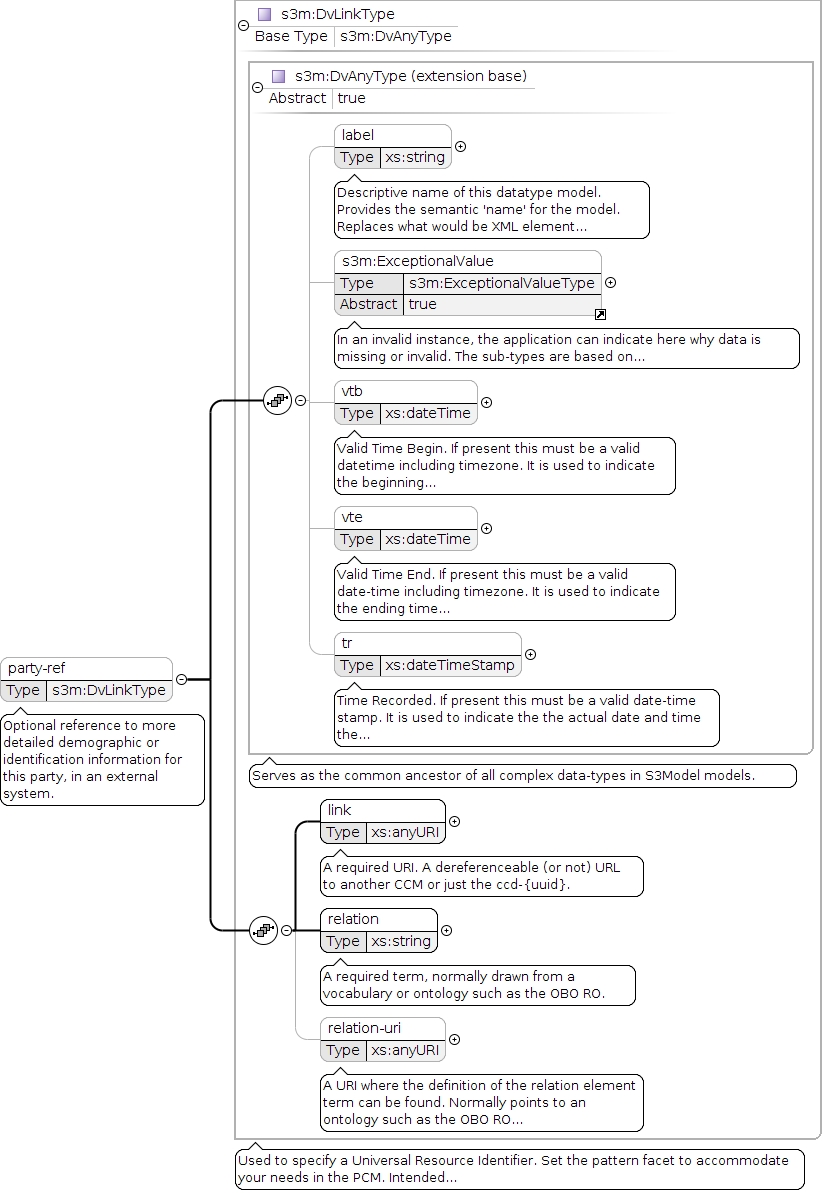 s3m:DvLinkType
Base Type s3m:DvAnyType
s3m:DvAnyType (extension base)
Abstract true
label
Type xs:string
Descriptive name of this datatype model.
Provides the semantic 'name' for the model.
Replaces what would be XML element...
s3m:ExceptionalValue
Type s3m:ExceptionalValueType
Abstract true
In an invalid instance, the application can indicate here why data is
missing or invalid. The sub-types are based on...
vtb
Type xs:dateTime
Valid Time Begin. If present this must be a valid
datetime including timezone. It is used to indicate
the beginning...
vte
Type xs:dateTime
Valid Time End. If present this must be a valid
date-time including timezone. It is used to indicate
the ending time...
tr
Type xs:dateTimeStamp
Time Recorded. If present this must be a valid date-time
stamp. It is used to indicate the the actual date and time
the...
Serves as the common ancestor of all complex data-types in S3Model models.
party-ref
Type s3m:DvLinkType
Optional reference to more
detailed demographic or
identification information for
this party, in an external
system.
link
Type xs:anyURI
A required URI. A dereferenceable (or not) URL
to another CCM or just the ccd-{uuid}.
relation
Type xs:string
A required term, normally drawn from a
vocabulary or ontology such as the OBO RO.
relation-uri
Type xs:anyURI
A URI where the definition of the relation element
term can be found. Normally points to an
ontology such as the OBO RO...
Used to specify a Universal Resource Identifier. Set the pattern facet to accommodate
your needs in the PCM. Intended...